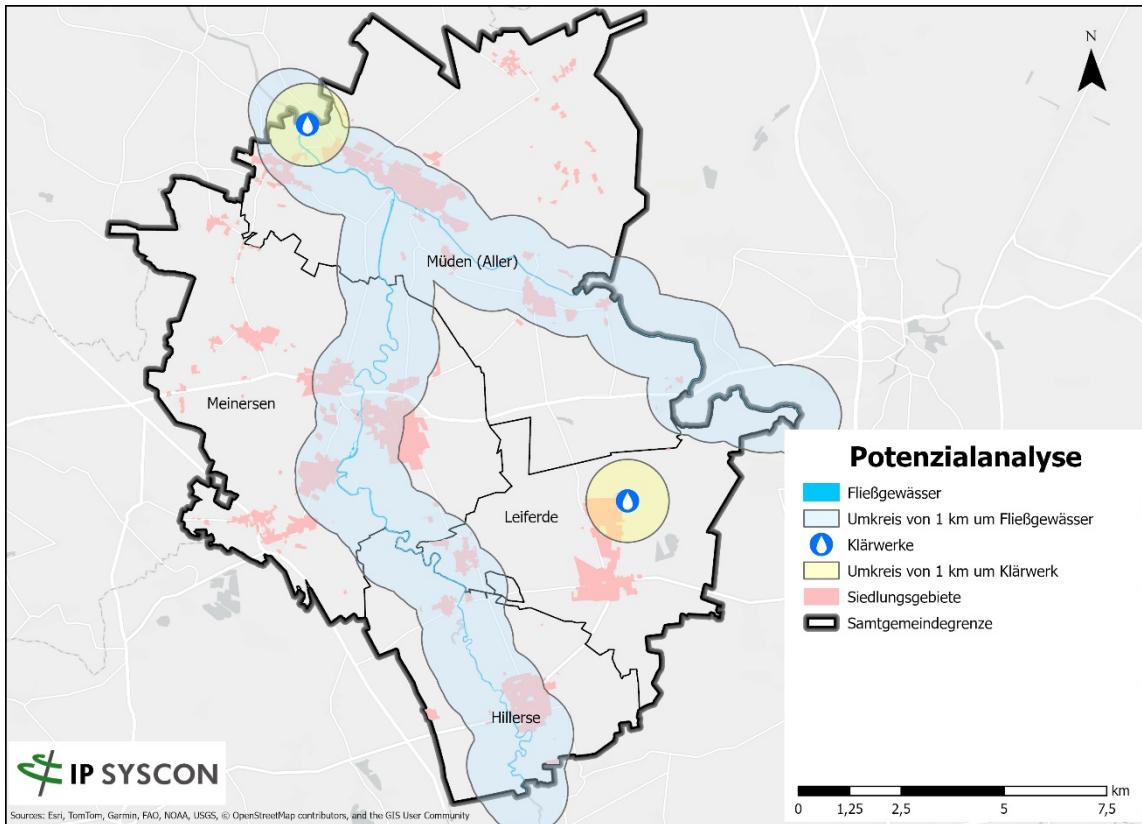 N
Müden (Aller)
Meinersen
Leiferde
Hillerse
Potenzialanalyse
Fließgewässer
Umkreis von 1 km um Fließgewässer
Klärwerke
Umkreis von 1 km um Klärwerk
Siedlungsgebiete
Samtgemeindegrenze
km
0 1,25 2,5 5 7,5
IP SYSCON
Sources: Esri, TomTom, Garmin, FAO, NOAA, USGS, © OpenStreetMap contributors, and the GIS User Community